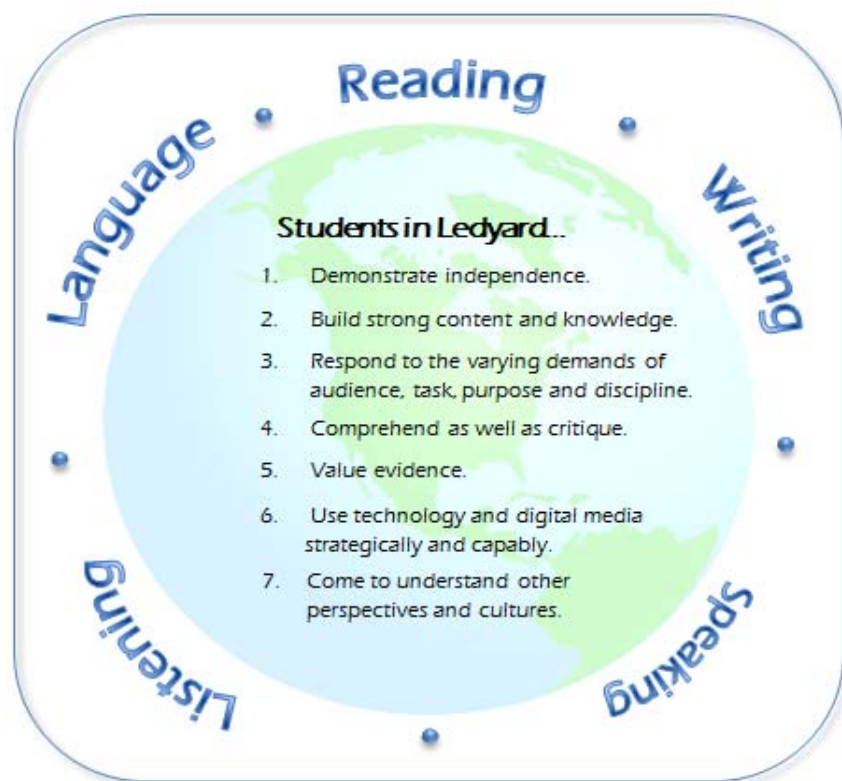 Reading
Language
Writing
Students in Ledyard...
1. Demonstrate independence.
2. Build strong content and knowledge.
3. Respond to the varying demands of
audience, task, purpose and discipline.
4. Comprehend as well as critique.
5. Value evidence.
6. Use technology and digital media
strategically and capably.
7. Come to understand other
perspectives and cultures.
Listening
Speaking